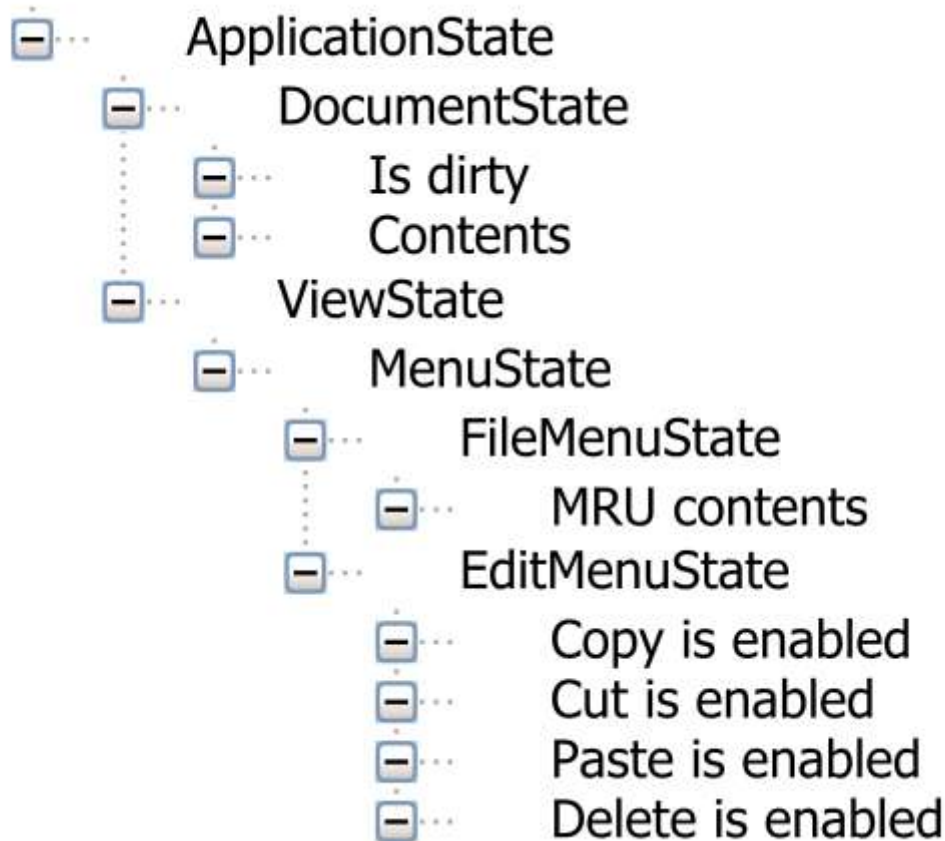 ApplicationState
DocumentState
Is dirty
Contents
ViewState
MenuState
FileMenuState
MRU contents
EditMenuState
Copy is enabled
Cut is enabled
Paste is enabled
Delete is enabled